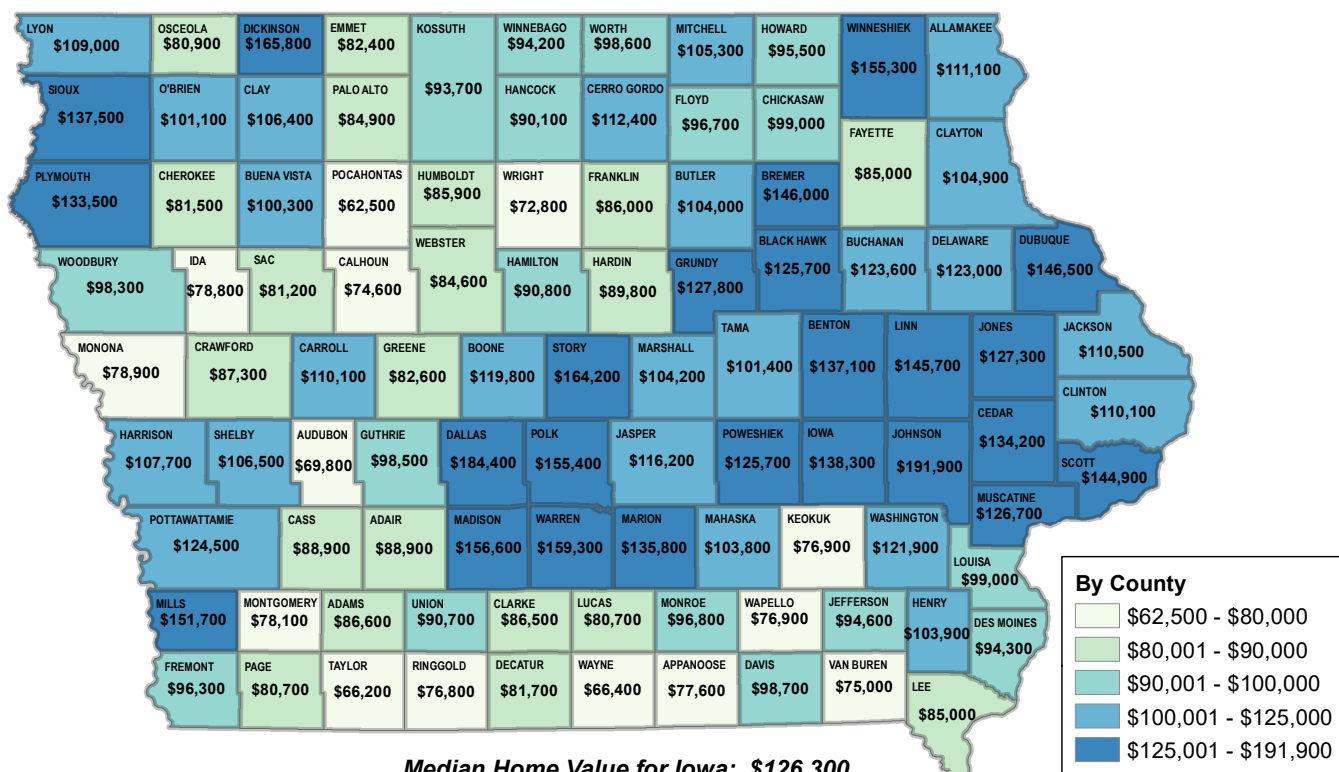 LYON
$109,000
OSCEOLA
$80,900
DICKINSON
$165,800
EMMET
$82,400
KOSSUTH
$93,700
WINNEBAGO
$94,200
WORTH
$98,600
MITCHELL
$105,300
HOWARD
$95,500
WINNESHIEK
$155,300
ALLAMAKEE
$111,100
SIOUX
$137,500
O'BRIEN
$101,100
CLAY
$106,400
PALO ALTO
$84,900
HANCOCK
$90,100
CERRO GORDO
$112,400
FLOYD
$96,700
CHICKASAW
$99,000
FAYETTE
$85,000
CLAYTON
$104,900
PLYMOUTH
$133,500
CHEROKEE
$81,500
BUENA VISTA
$100,300
POCAHONTAS
$62,500
HUMBOLDT
$85,900
WRIGHT
$72,800
FRANKLIN
$86,000
BUTLER
$104,000
BREMER
$146,000
WOODBURY
$98,300
IDA
$78,800
SAC
$81,200
CALHOUN
$74,600
WEBSTER
$84,600
HAMILTON
$90,800
HARDIN
$89,800
GRUNDY
$127,800
BLACK HAWK
$125,700
BUCHANAN
$123,600
DELAWARE
$123,000
DUBUQUE
$146,500
MONONA
$78,900
CRAWFORD
$87,300
CARROLL
$110,100
GREENE
$82,600
BOONE
$119,800
STORY
$164,200
MARSHALL
$104,200
TAMA
$101,400
BENTON
$137,100
LINN
$145,700
JONES
$127,300
JACKSON
$110,500
CLINTON
$110,100
CEDAR
$134,200
HARRISON
$107,700
SHELBY
$106,500
AUDUBON
$69,800
GUTHRIE
$98,500
DALLAS
$184,400
POLK
$155,400
JASPER
$116,200
POWESHIEK
$125,700
IOWA
$138,300
JOHNSON
$191,900
SCOTT
$144,900
MUSCATINE
$126,700
POTTAWATTAMIE
$124,500
CASS
$88,900
ADAIR
$88,900
MADISON
$156,600
WARREN
$159,300
MARION
$135,800
MAHASKA
$103,800
KEOKUK
$76,900
WASHINGTON
$121,900
LOUISA
$99,000
MILLS
$151,700
MONTGOMERY
$78,100
ADAMS
$86,600
UNION
$90,700
CLARKE
$86,500
LUCAS
$80,700
MONROE
$96,800
WAPELLO
$76,900
JEFFERSON
$94,600
HENRY
$103,900
DES MOINES
$94,300
FREMONT
$96,300
PAGE
$80,700
TAYLOR
$66,200
RINGGOLD
$76,800
DECATUR
$81,700
WAYNE
$66,400
APPANOOSE
$77,600
DAVIS
$98,700
VAN BUREN
$75,000
LEE
$85,000
By County
$62,500 - $80,000
$80,001 - $90,000
$90,001 - $100,000
$100,001 - $125,000
$125,001 - $191,900
Median Home Value for Iowa: $126,300